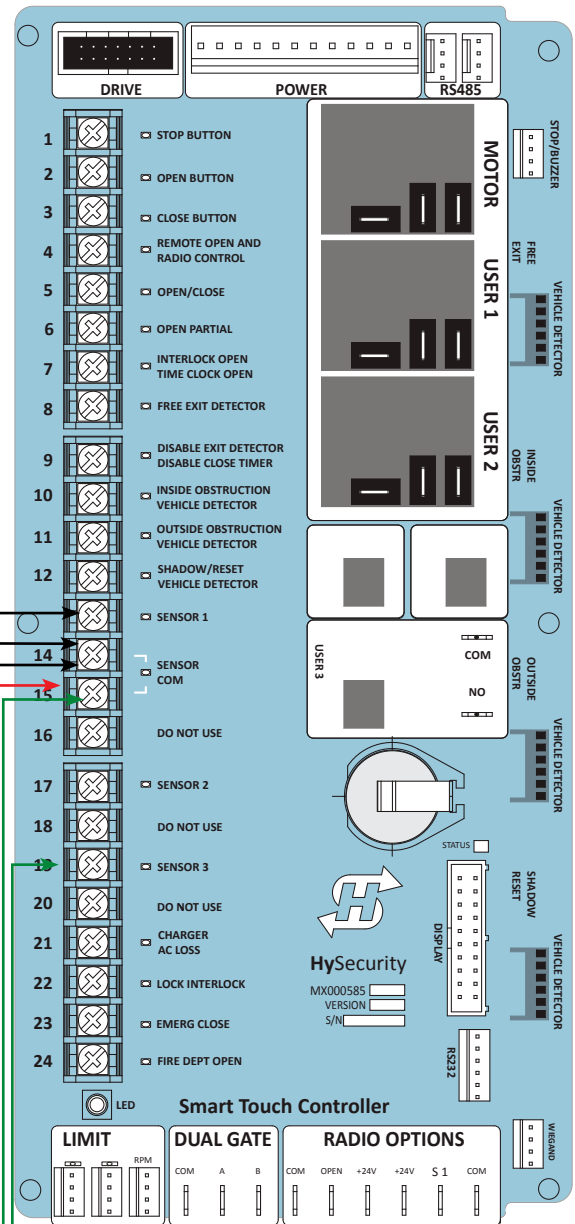 DRIVE
POWER
RS485
1 STOP BUTTON
2 OPEN BUTTON
3 CLOSE BUTTON
4 REMOTE OPEN AND
RADIO CONTROL
5 OPEN/CLOSE
6 OPEN PARTIAL
7 INTERLOCK OPEN
TIME CLOCK OPEN
8 FREE EXIT DETECTOR
9 DISABLE EXIT DETECTOR
DISABLE CLOSE TIMER
10 INSIDE OBSTRUCTION
VEHICLE DETECTOR
11 OUTSIDE OBSTRUCTION
VEHICLE DETECTOR
12 SHADOW/RESET
VEHICLE DETECTOR
SENSOR 1
14
15
SENSOR
COM
16 DO NOT USE
17 SENSOR 2
18 DO NOT USE
19 SENSOR 3
20 DO NOT USE
21 CHARGER
AC LOSS
22 LOCK INTERLOCK
23 EMERG CLOSE
24 FIRE DEPT OPEN
MOTOR
USER 1
USER 2
USER 3
COM
NO
STOP/BUZZER
FREE
EXIT
VEHICLE DETECTOR
INSIDE
OBSTR
VEHICLE DETECTOR
OUTSIDE
OBSTR
VEHICLE DETECTOR
SHADOW
RESET
VEHICLE DETECTOR
STATUS
DISPLAY
HySecurity
MX000585
VERSION
S/N
RS232
WIEGAND
LED
Smart Touch Controller
LIMIT
RPM
DUAL GATE
COM A B
RADIO OPTIONS
COM OPEN +24V +24V S 1 COM